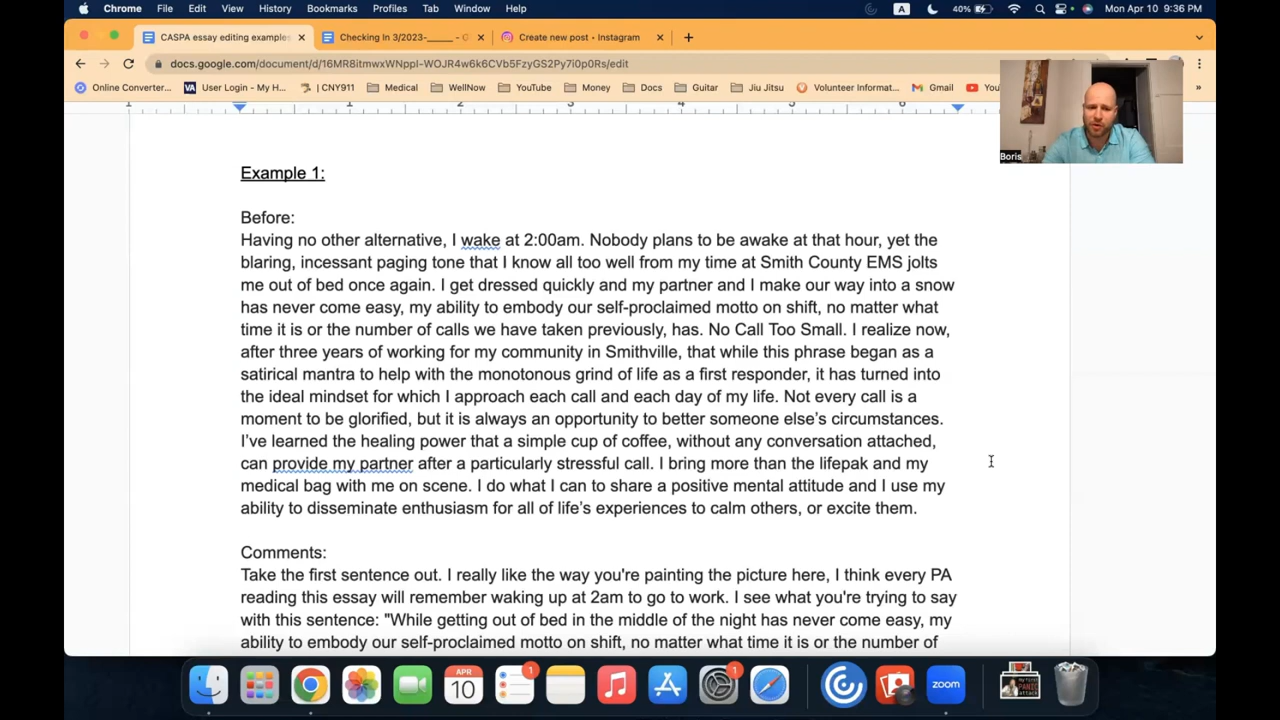 Chrome File Edit View History Bookmarks Profiles Tab Window Help A 40% Mon Apr 10 9:36 PM
CASPA essay editing examples Checking In 3/2023-______ - G Create new post • Instagram
docs.google.com/document/d/16MR8itmwxWNppI-WOJR4w6k6CVb5FzyGS2Py7i0p0Rs/edit
Online Converter... VA User Login - My H... | CNY911 Medical WellNow YouTube Money Docs Guitar Jiu Jitsu Volunteer Informat... Gmail You »
1 1 2 3 4 5 6
Boris
Example 1:
Before:
Having no other alternative, I wake at 2:00am. Nobody plans to be awake at that hour, yet the
blaring, incessant paging tone that I know all too well from my time at Smith County EMS jolts
me out of bed once again. I get dressed quickly and my partner and I make our way into a snow
has never come easy, my ability to embody our self-proclaimed motto on shift, no matter what
time it is or the number of calls we have taken previously, has. No Call Too Small. I realize now,
after three years of working for my community in Smithville, that while this phrase began as a
satirical mantra to help with the monotonous grind of life as a first responder, it has turned into
the ideal mindset for which I approach each call and each day of my life. Not every call is a
moment to be glorified, but it is always an opportunity to better someone else's circumstances.
I've learned the healing power that a simple cup of coffee, without any conversation attached,
can provide my partner after a particularly stressful call. I bring more than the lifepak and my
medical bag with me on scene. I do what I can to share a positive mental attitude and I use my
ability to disseminate enthusiasm for all of life's experiences to calm others, or excite them.
Comments:
Take the first sentence out. I really like the way you're painting the picture here, I think every PA
reading this essay will remember waking up at 2am to go to work. I see what you're trying to say
with this sentence: "While getting out of bed in the middle of the night has never come easy, my
ability to embody our self-proclaimed motto on shift, no matter what time it is or the number of
APR
10
1
1
zoom